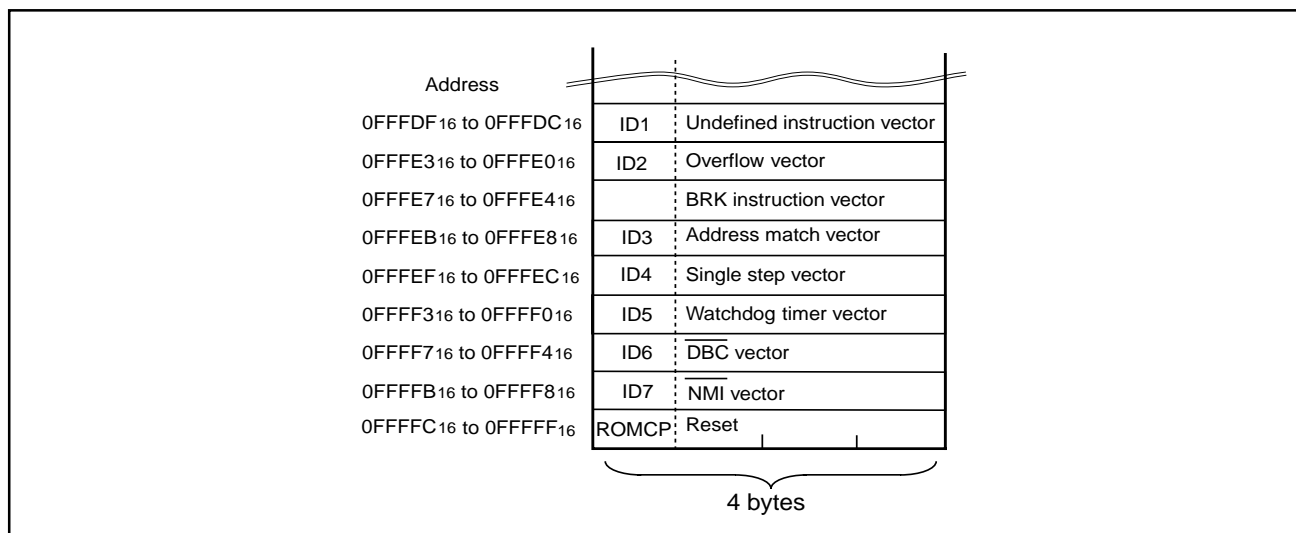 Address
0FFFDF16 to 0FFFDC16 ID1 Undefined instruction vector
0FFFE316 to 0FFFE016 ID2 Overflow vector
0FFFE716 to 0FFFE416 BRK instruction vector
0FFFEB16 to 0FFFE816 ID3 Address match vector
0FFFEF16 to 0FFFEC16 ID4 Single step vector
0FFFF316 to 0FFFF016 ID5 Watchdog timer vector
0FFFF716 to 0FFFF416 ID6 DBC vector
0FFFFB16 to 0FFFF816 ID7 NMI vector
0FFFFC16 to 0FFFFF16 ROMCP Reset
4 bytes